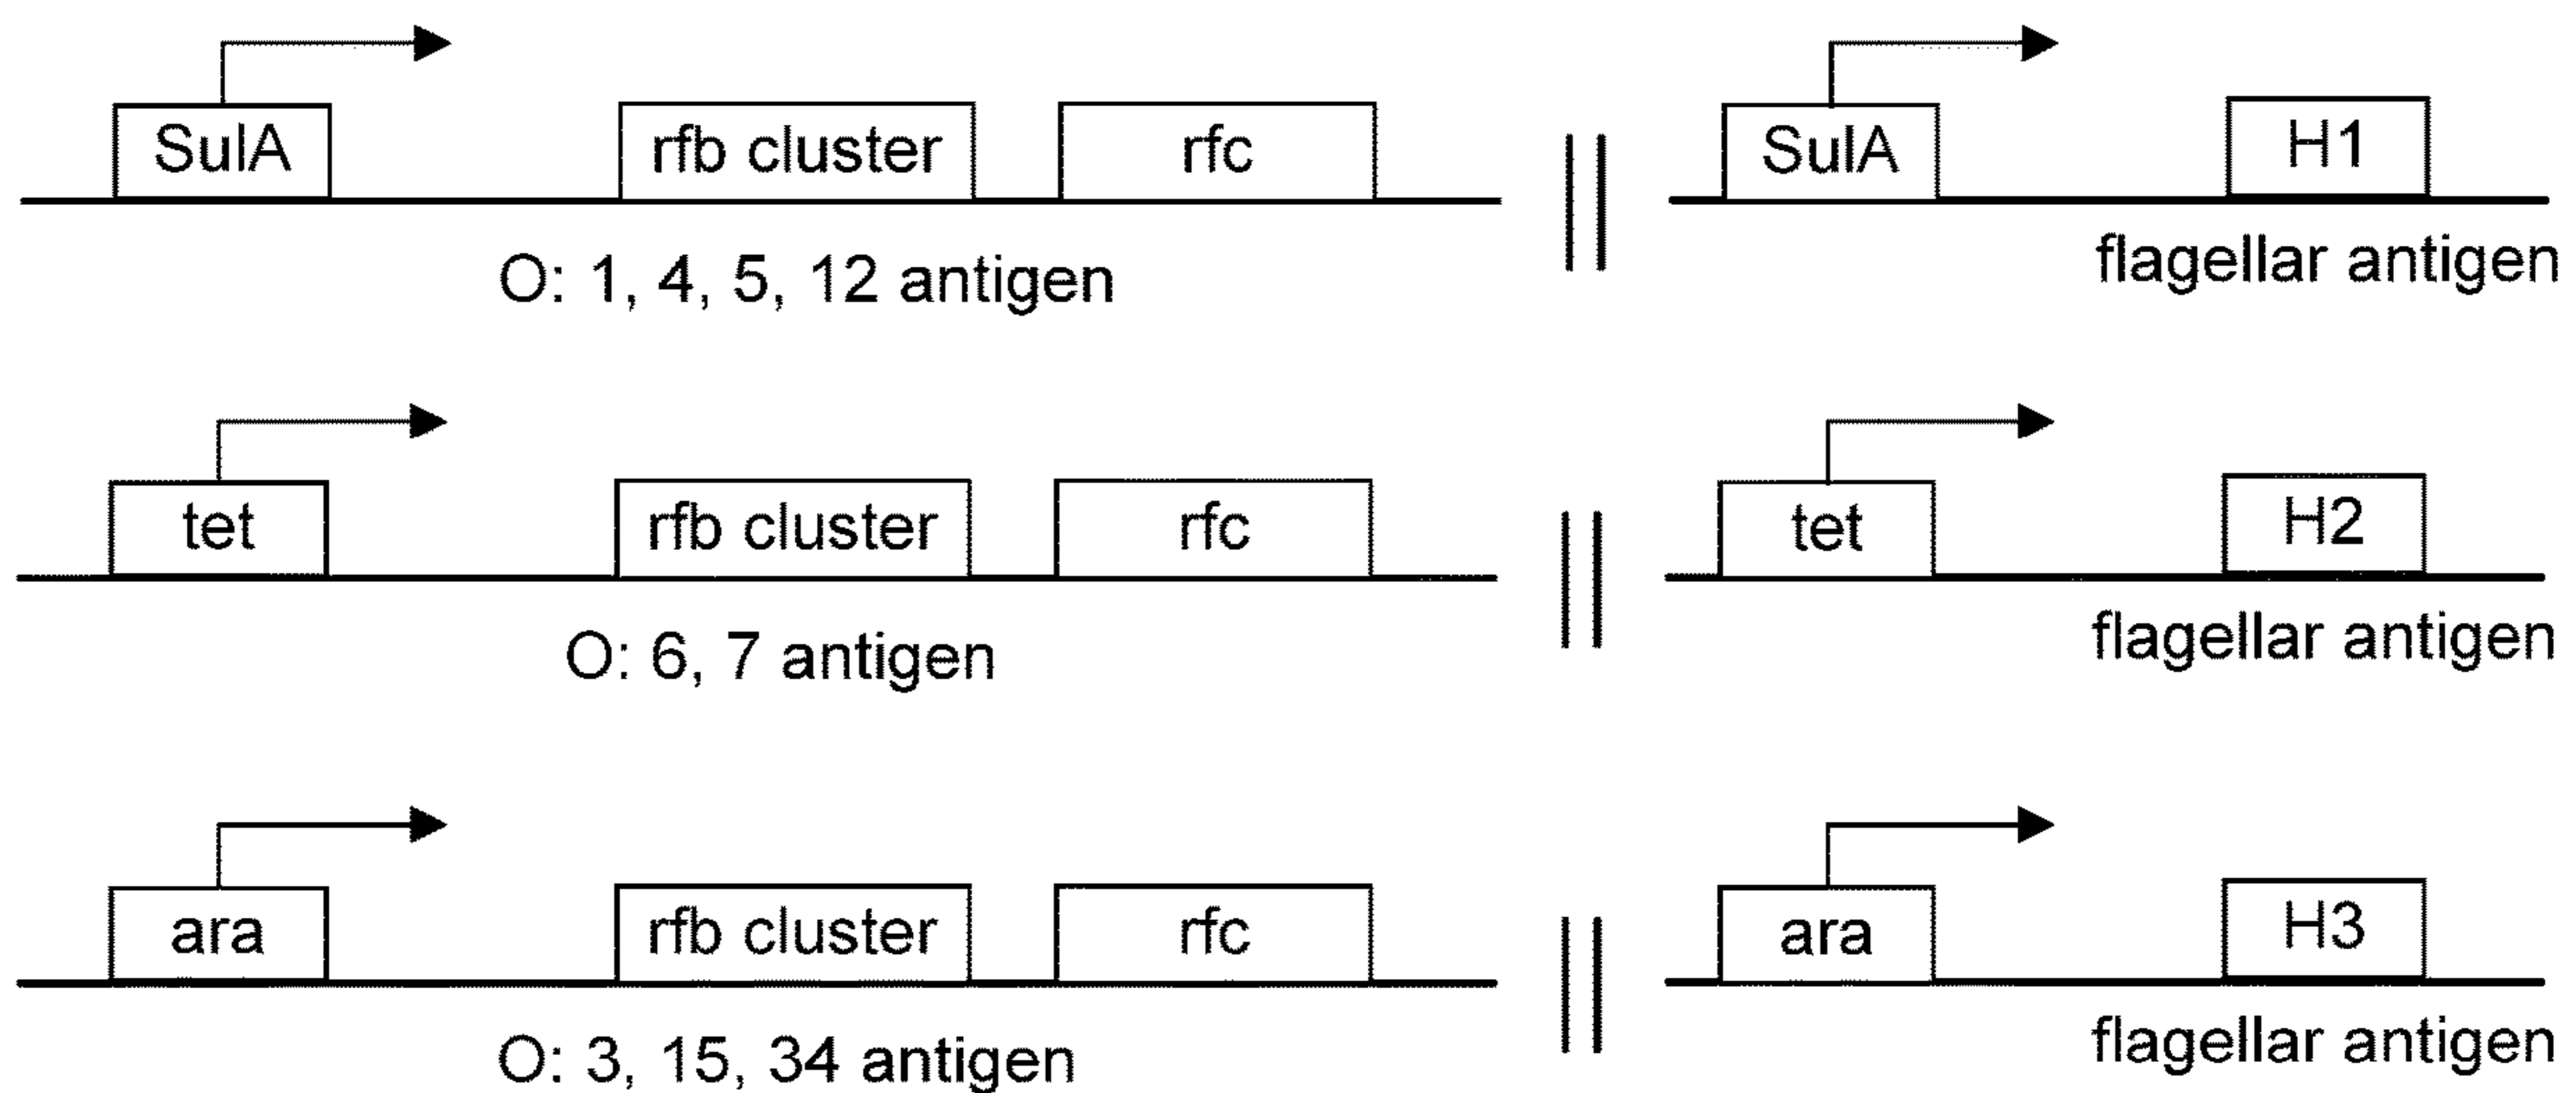 SulA rfb cluster rfc SulA H1
O: 1, 4, 5, 12 antigen flagellar antigen
tet rfb cluster rfc tet H2
O: 6, 7 antigen flagellar antigen
ara rfb cluster rfc ara H3
O: 3, 15, 34 antigen flagellar antigen